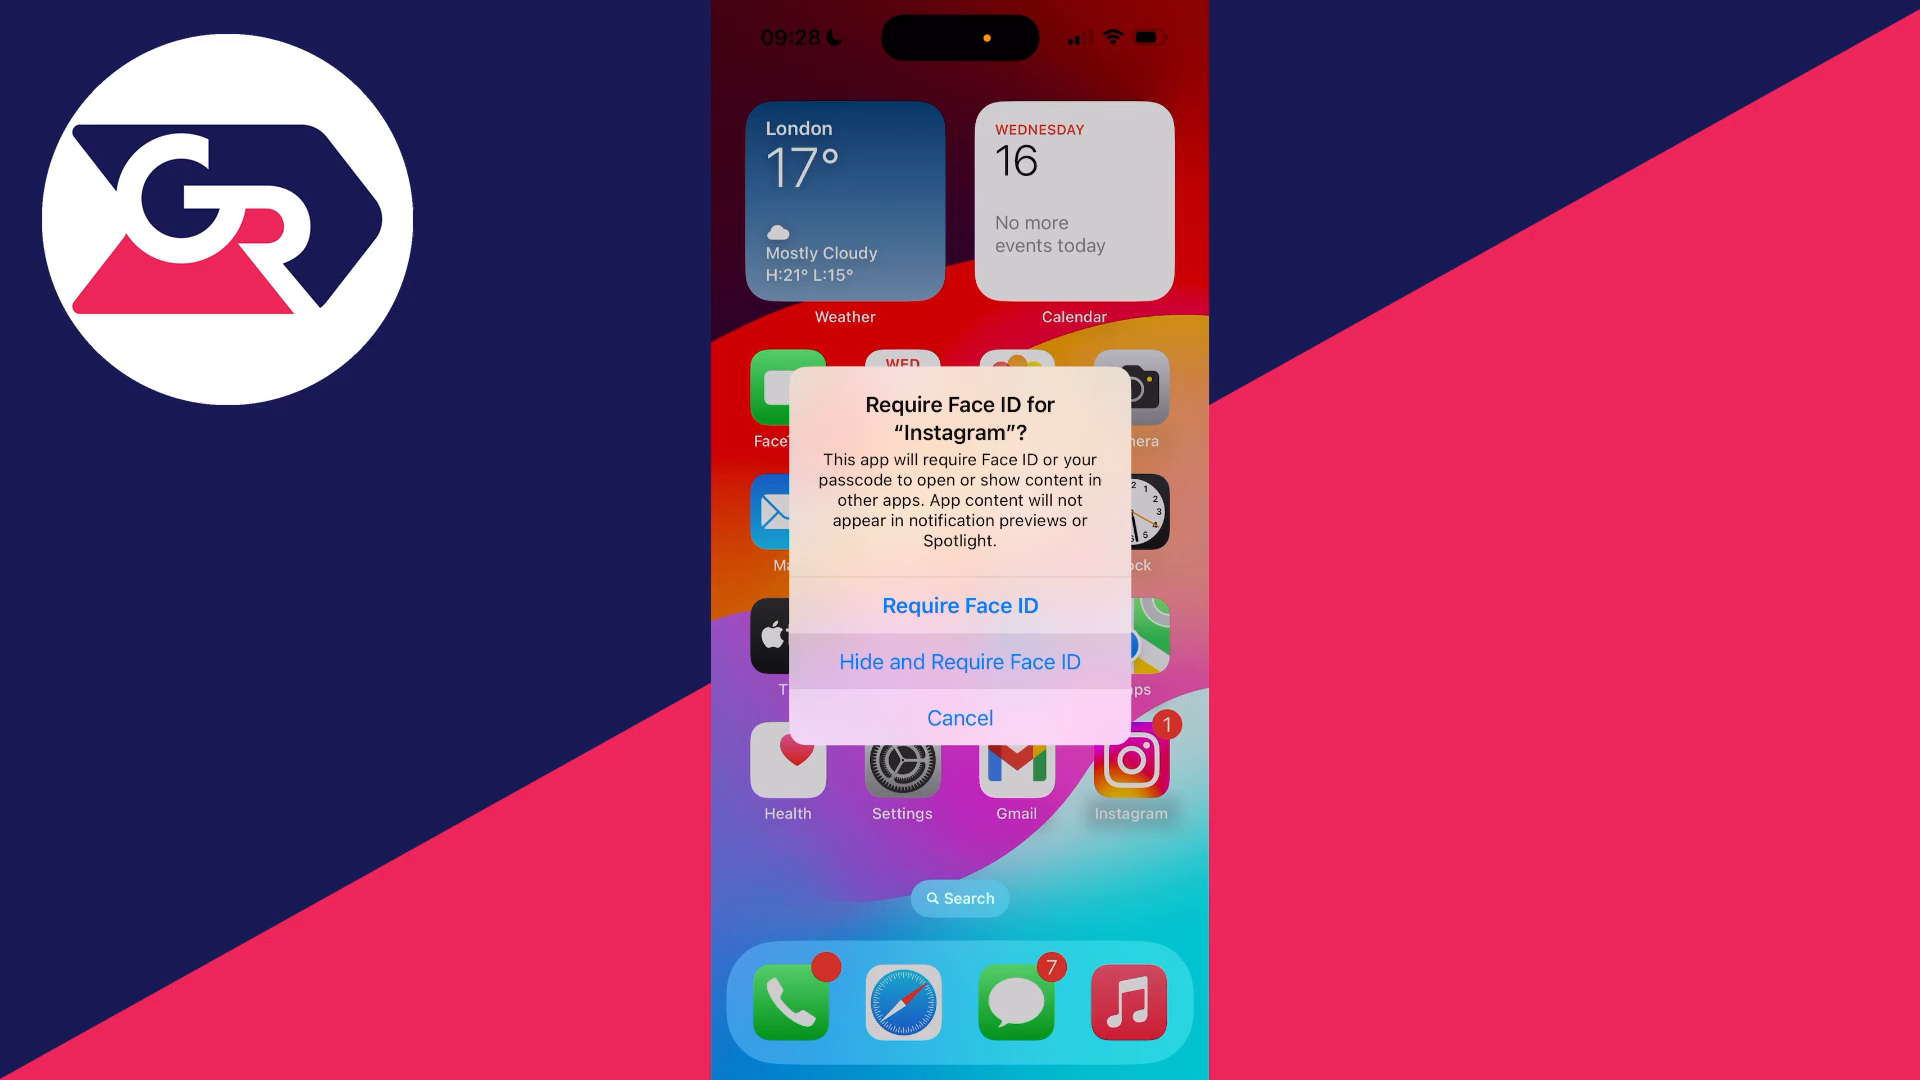 09:28
London
17°
Mostly Cloudy
H:21° L:15°
Weather
WEDNESDAY
16
No more
events today
Calendar
WED
Require Face ID for
“Instagram”?
This app will require Face ID or your
passcode to open or show content in
other apps. App content will not
appear in notification previews or
Spotlight.
Require Face ID
Hide and Require Face ID
Cancel
1
Health
Settings
Gmail
Instagram
Search
7
GR